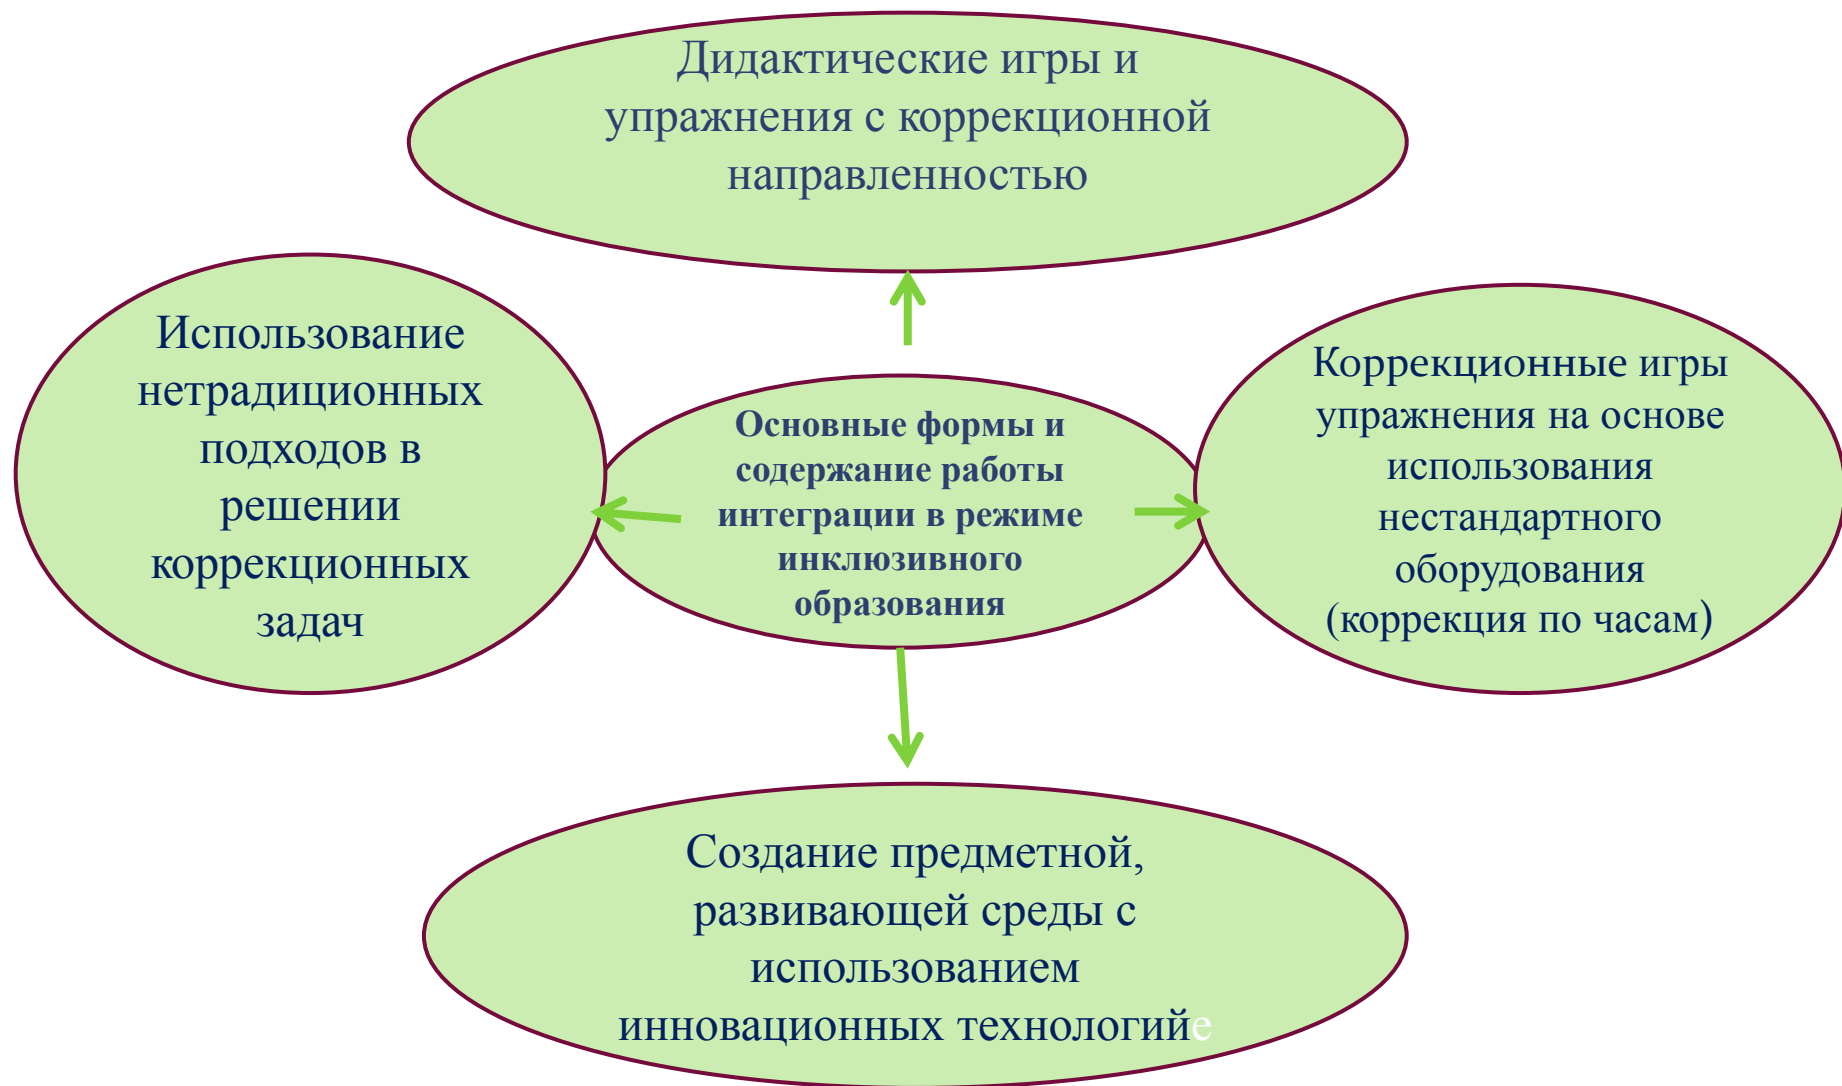 Дидактические игры и
упражнения с коррекционной
направленностью
Использование
нетрадиционных
подходов в
решении
коррекционных
задач
Основные формы и
содержание работы
интеграции в режиме
инклюзивного
образования
Коррекционные игры
упражнения на основе
использования
нестандартного
оборудования
(коррекция по часам)
Создание предметной,
развивающей среды с
использованием
инновационных технологийе